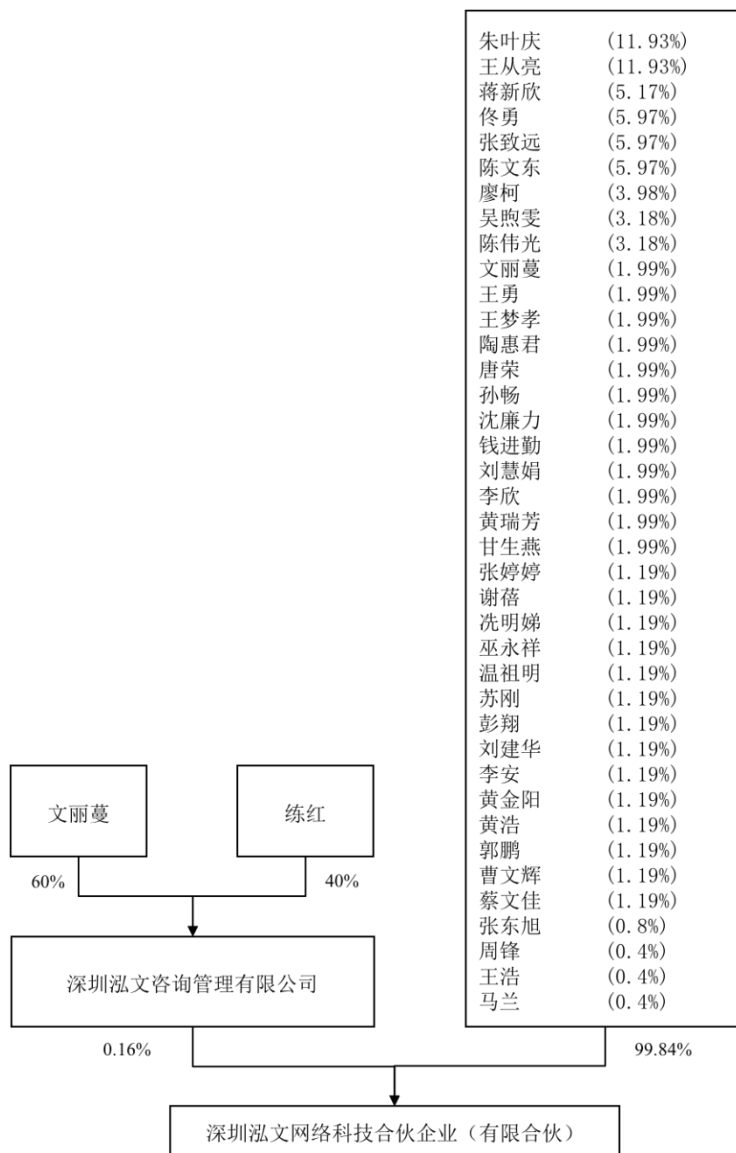 朱叶庆 (11.93%)
王从亮 (11.93%)
蒋新欣 (5.17%)
佟勇 (5.97%)
张致远 (5.97%)
陈文东 (5.97%)
廖柯 (3.98%)
吴煦雯 (3.18%)
陈伟光 (3.18%)
文丽蔓 (1.99%)
王勇 (1.99%)
王梦孝 (1.99%)
陶惠君 (1.99%)
唐荣 (1.99%)
孙畅 (1.99%)
沈廉力 (1.99%)
钱进勤 (1.99%)
刘慧娟 (1.99%)
李欣 (1.99%)
黄瑞芳 (1.99%)
甘生燕 (1.99%)
张婷婷 (1.19%)
谢蓓 (1.19%)
冼明娣 (1.19%)
巫永祥 (1.19%)
温祖明 (1.19%)
苏刚 (1.19%)
彭翔 (1.19%)
刘建华 (1.19%)
李安 (1.19%)
黄金阳 (1.19%)
黄浩 (1.19%)
郭鹏 (1.19%)
曹文辉 (1.19%)
蔡文佳 (1.19%)
张东旭 (0.8%)
周锋 (0.4%)
王浩 (0.4%)
马兰 (0.4%)
文丽蔓
练红
60%
40%
深圳泓文咨询管理有限公司
0.16%
99.84%
深圳泓文网络科技合伙企业（有限合伙）